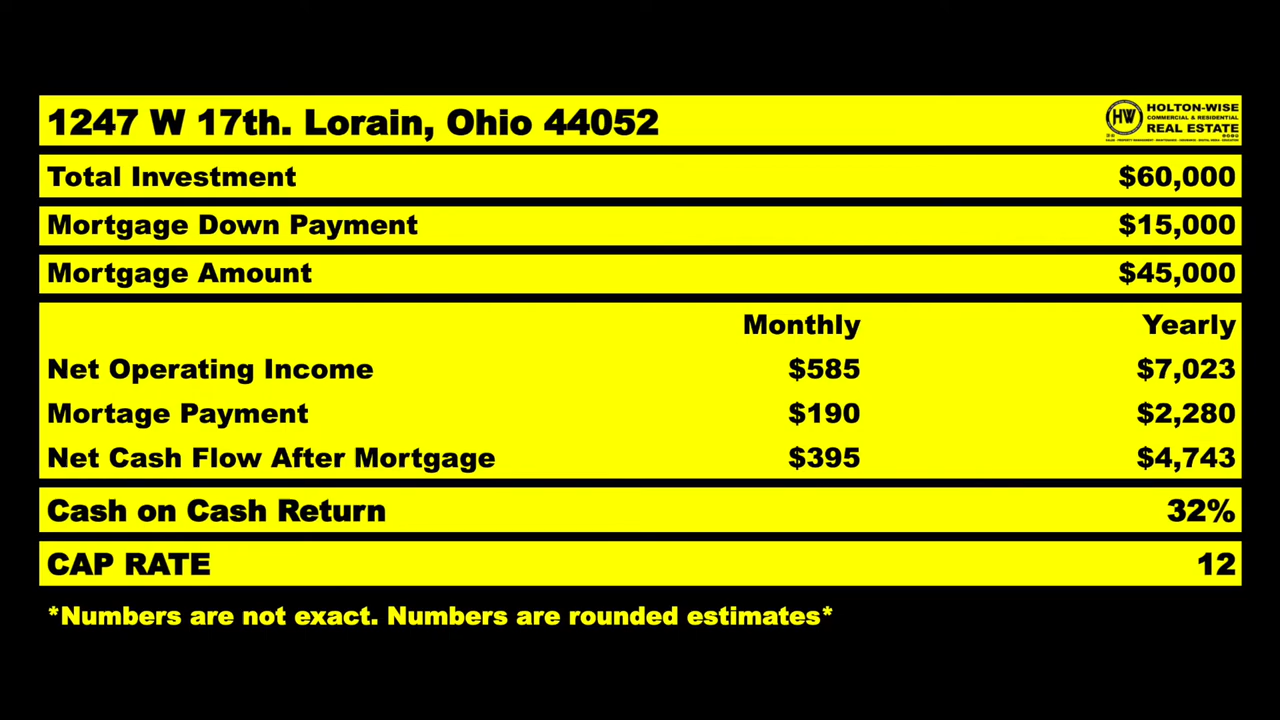 1247 W 17th. Lorain, Ohio 44052
HW
HOLTON-WISE
COMMERCIAL & RESIDENTIAL
REAL ESTATE
Total Investment $60,000
Mortgage Down Payment $15,000
Mortgage Amount $45,000
Monthly Yearly
Net Operating Income $585 $7,023
Mortage Payment $190 $2,280
Net Cash Flow After Mortgage $395 $4,743
Cash on Cash Return 32%
CAP RATE 12
*Numbers are not exact. Numbers are rounded estimates*